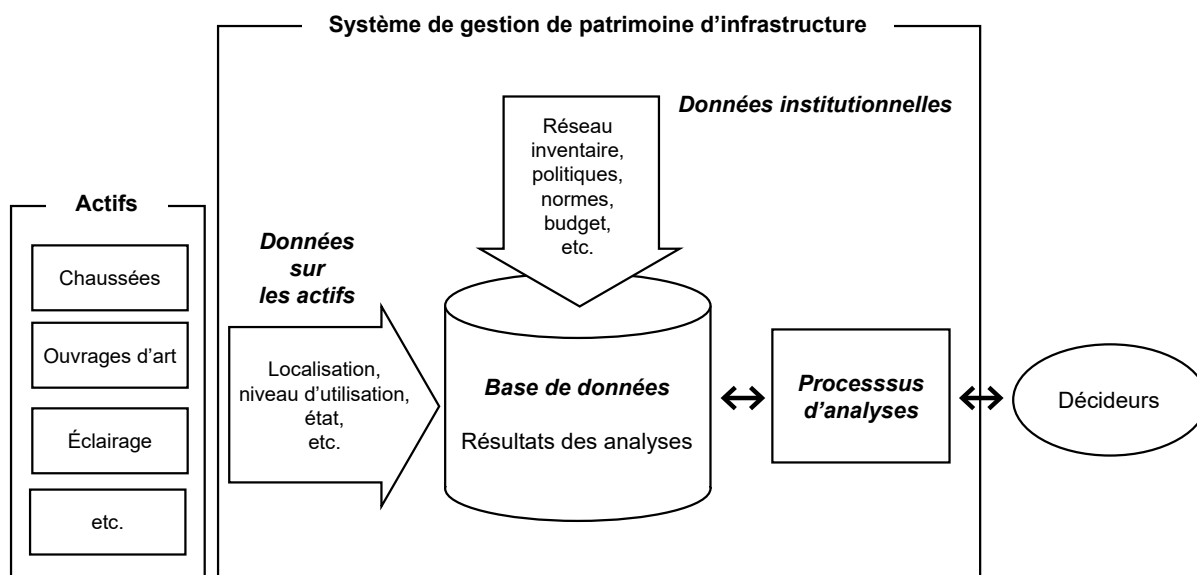 Système de gestion de patrimoine d’infrastructure
Données institutionnelles
Réseau
inventaire,
politiques,
normes,
budget,
etc.
Actifs
Chaussées
Ouvrages d’art
Éclairage
etc.
Données
sur
les actifs
Localisation,
niveau d’utilisation,
état,
etc.
Base de données
Résultats des analyses
Processsus
d’analyses
Décideurs